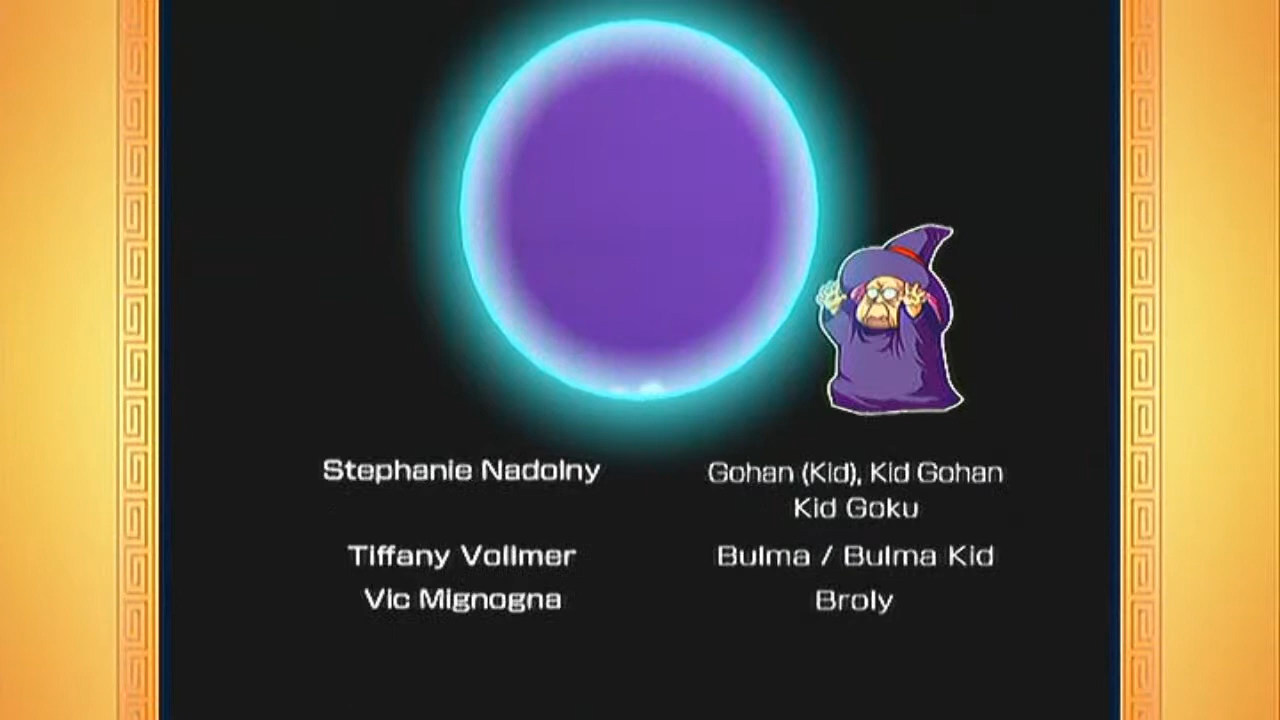 Stephanie Nadolny Gohan (Kid), Kid Gohan
Kid Goku
Tiffany Vollmer Bulma / Bulma Kid
Vic Mignogna Broly